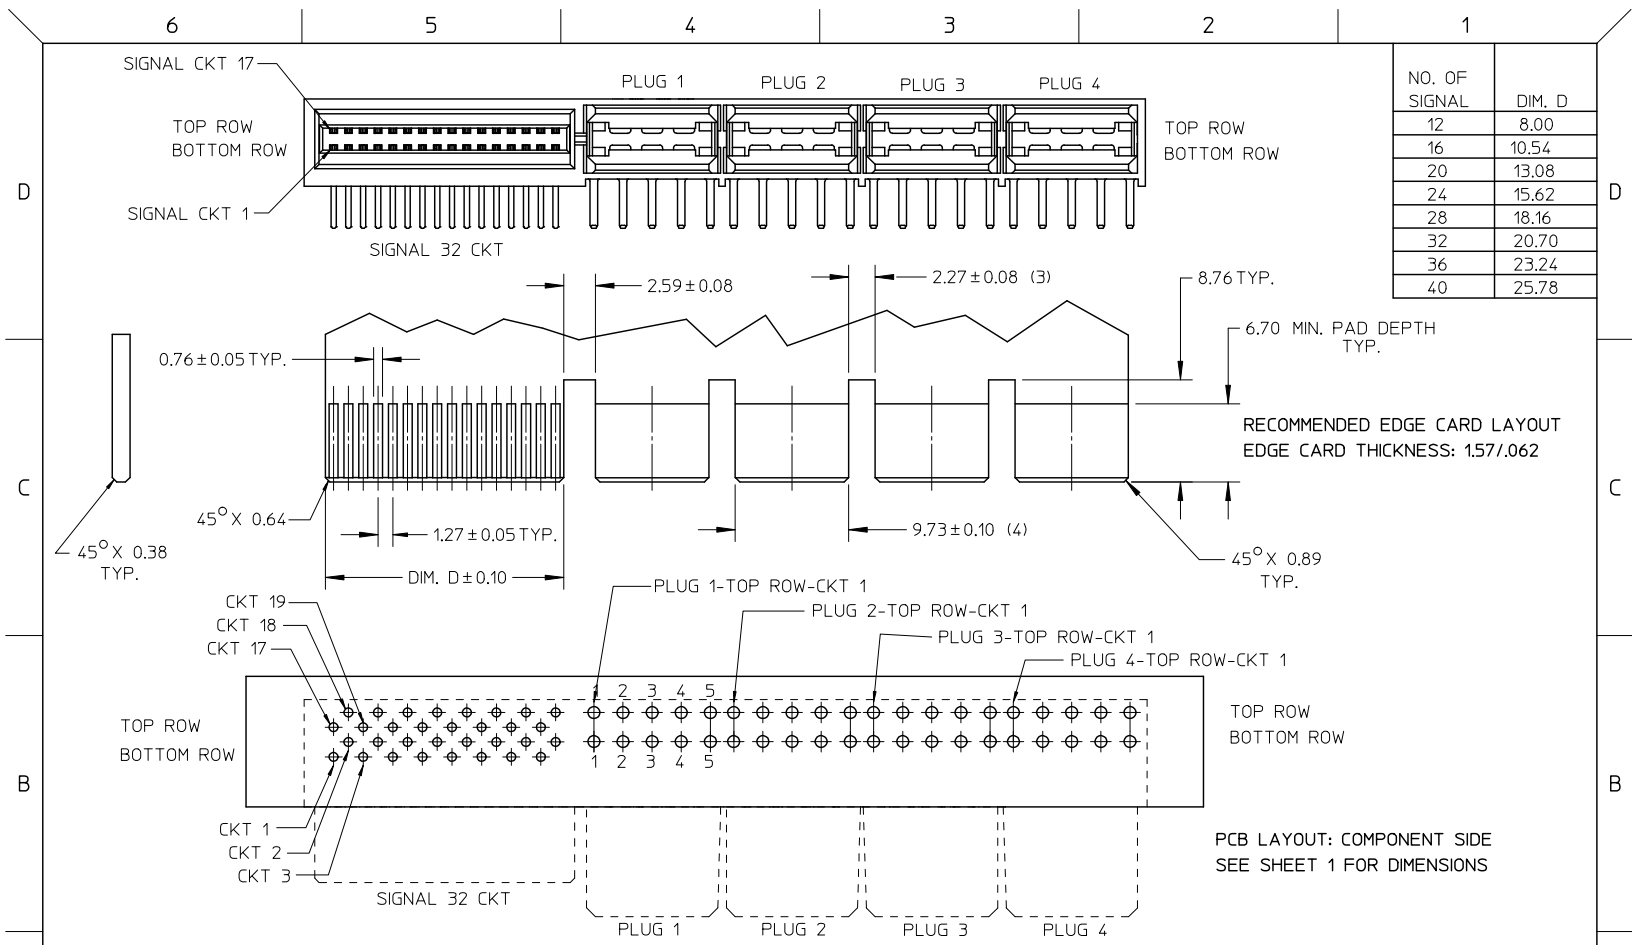 6 5 4 3 2 1
SIGNAL CKT 17
PLUG 1 PLUG 2 PLUG 3 PLUG 4
NO. OF SIGNAL DIM. D
12 8.00
16 10.54
20 13.08
24 15.62
28 18.16
32 20.70
36 23.24
40 25.78
TOP ROW
BOTTOM ROW
TOP ROW
BOTTOM ROW
D D
SIGNAL CKT 1
SIGNAL 32 CKT
2.59±0.08
2.27±0.08 (3)
8.76 TYP.
6.70 MIN. PAD DEPTH
TYP.
0.76±0.05 TYP.
RECOMMENDED EDGE CARD LAYOUT
EDGE CARD THICKNESS: 1.57/.062
C C
45° X 0.64
1.27±0.05 TYP.
9.73±0.10 (4)
45° X 0.38
TYP.
45° X 0.89
TYP.
DIM. D±0.10
PLUG 1-TOP ROW-CKT 1
PLUG 2-TOP ROW-CKT 1
PLUG 3-TOP ROW-CKT 1
PLUG 4-TOP ROW-CKT 1
CKT 19
CKT 18
CKT 17
1 2 3 4 5
TOP ROW
BOTTOM ROW
TOP ROW
BOTTOM ROW
1 2 3 4 5
B B
CKT 1
CKT 2
CKT 3
PCB LAYOUT: COMPONENT SIDE
SEE SHEET 1 FOR DIMENSIONS
SIGNAL 32 CKT
PLUG 1 PLUG 2 PLUG 3 PLUG 4